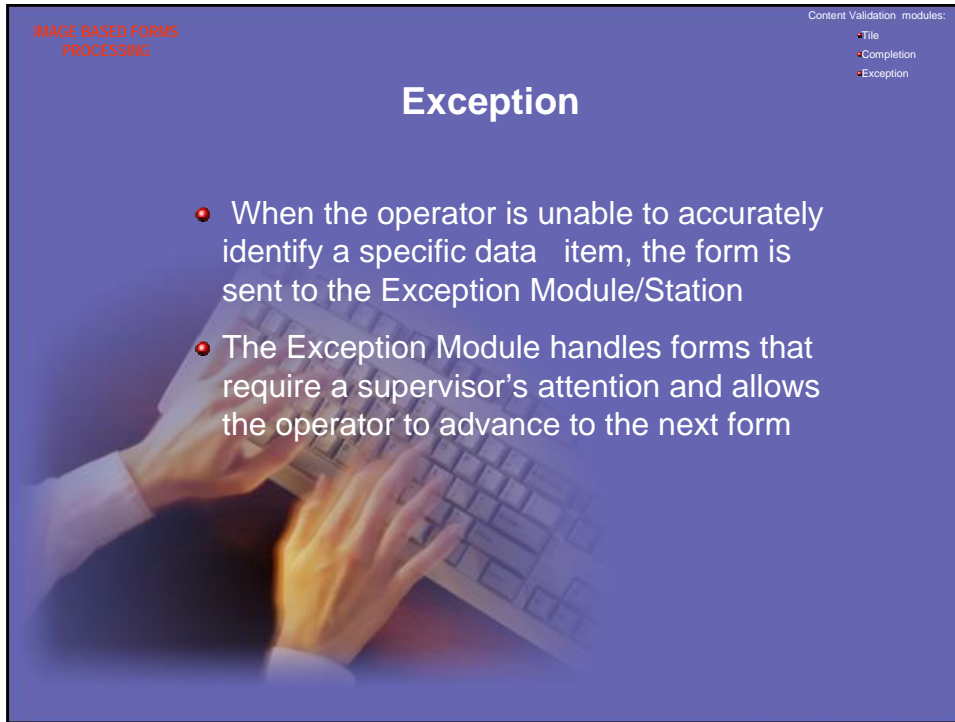 IMAGE BASED FORMS
PROCESSING
Content Validation modules:
Tile
Completion
Exception
Exception
When the operator is unable to accurately
identify a specific data item, the form is
sent to the Exception Module/Station
The Exception Module handles forms that
require a supervisor’s attention and allows
the operator to advance to the next form